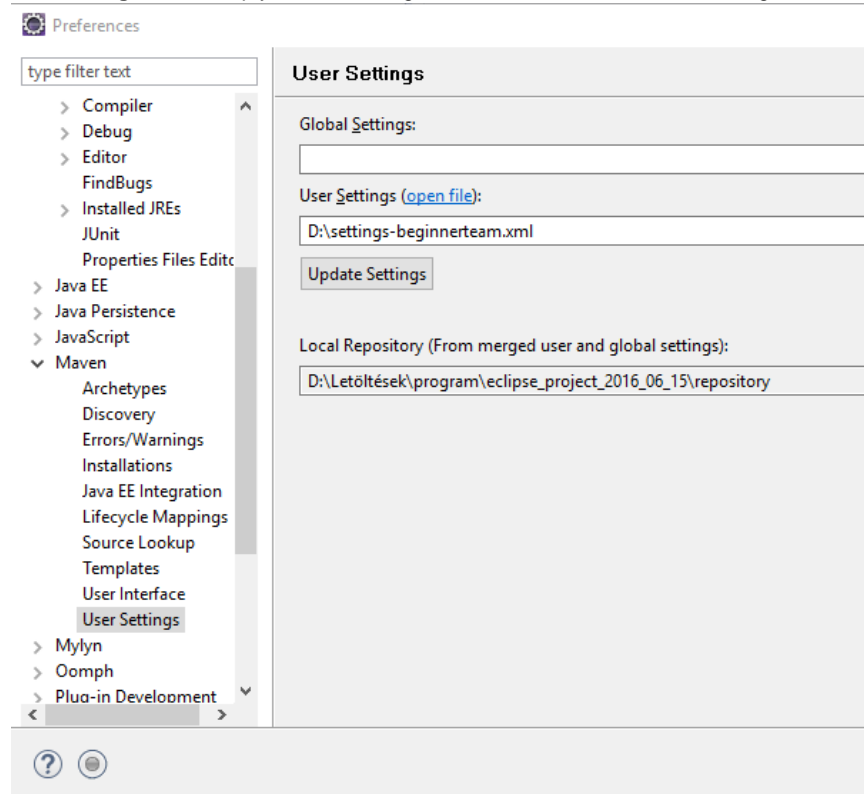 Preferences
type filter text
Compiler
Debug
Editor
FindBugs
Installed JREs
JUnit
Properties Files Edito
Java EE
Java Persistence
JavaScript
Maven
Archetypes
Discovery
Errors/Warnings
Installations
Java EE Integration
Lifecycle Mappings
Source Lookup
Templates
User Interface
User Settings
Mylyn
Oomph
Plug-in Development
User Settings
Global Settings:
User Settings (open file):
D:\settings-beginnerteam.xml
Update Settings
Local Repository (From merged user and global settings):
D:\Letöltések\program\eclipse_project_2016_06_15\repository
?